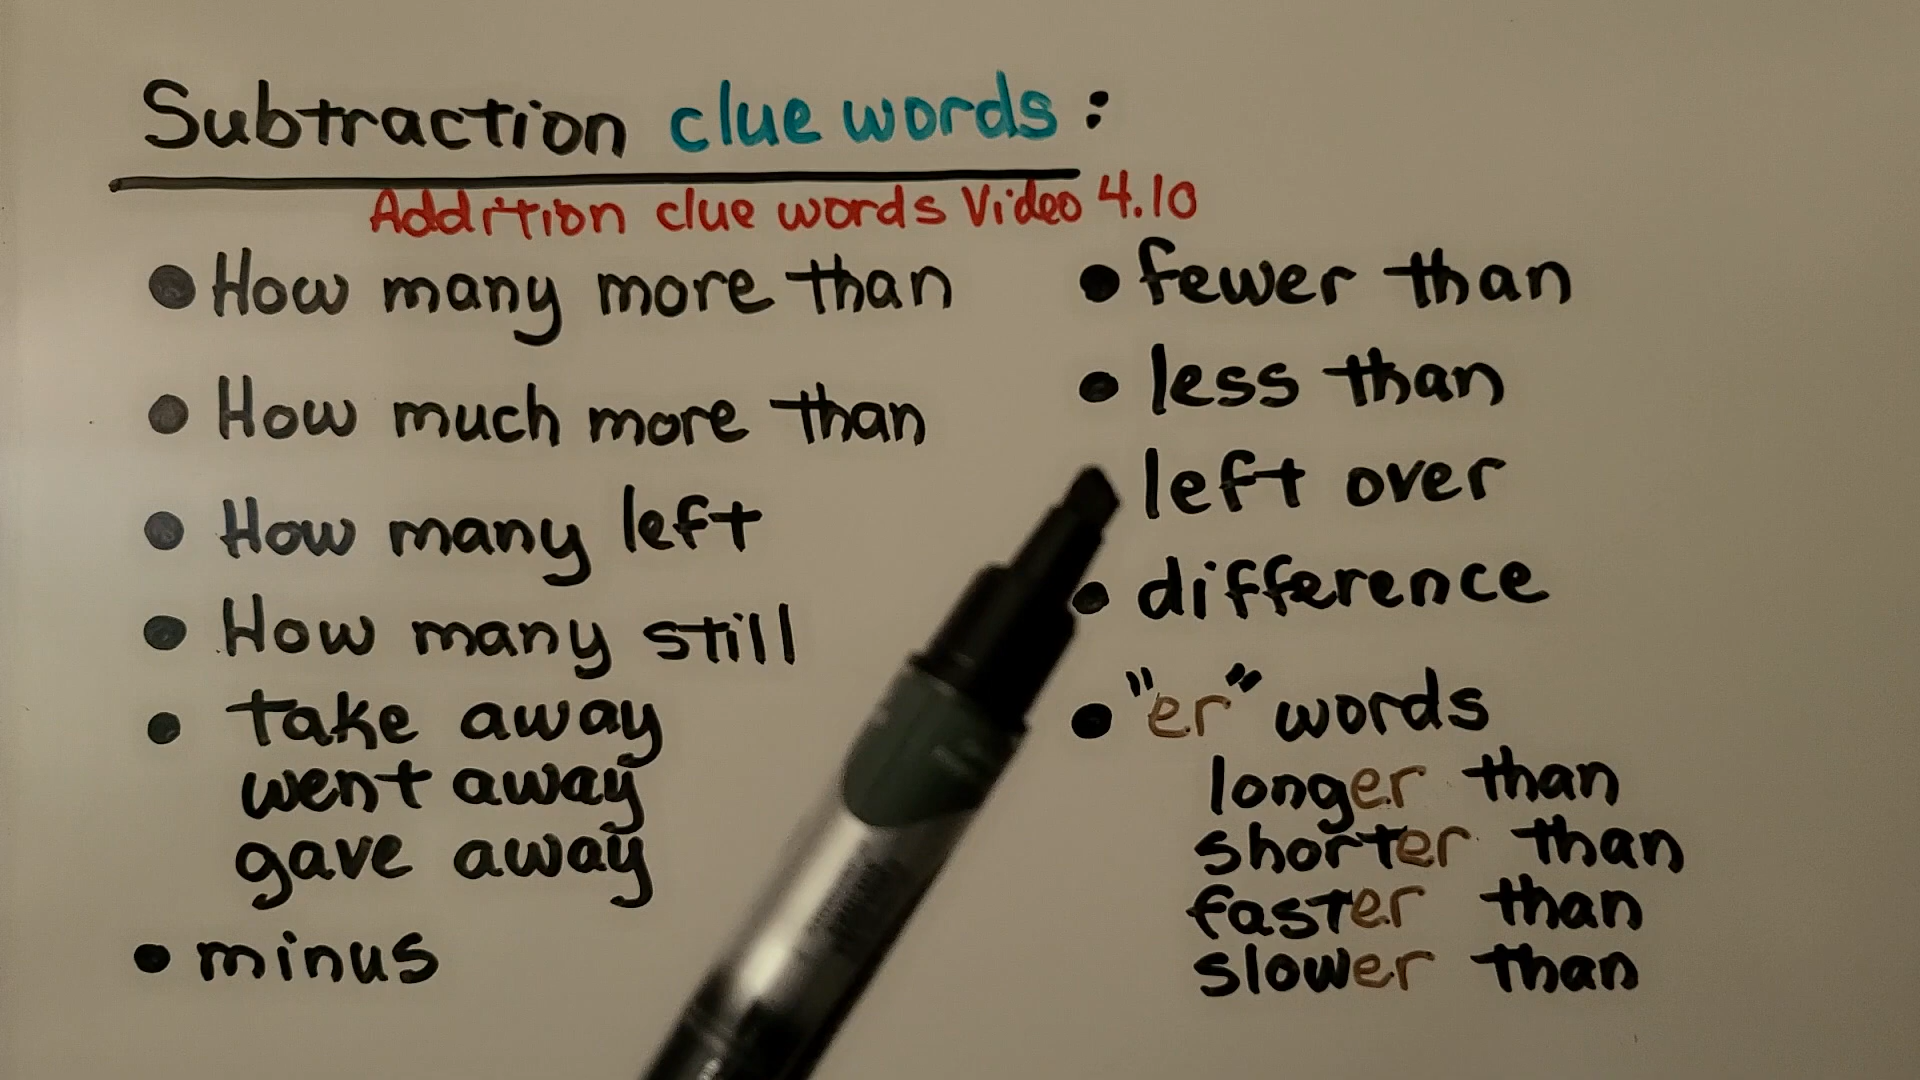 Subtraction clue words:
Addition clue words Video 4.10
• How many more than
• How much more than
• How many left
• How many still
• take away
went away
gave away
• minus
• fewer than
• less than
left over
• difference
• "er" words
longer than
shorter than
faster than
slower than